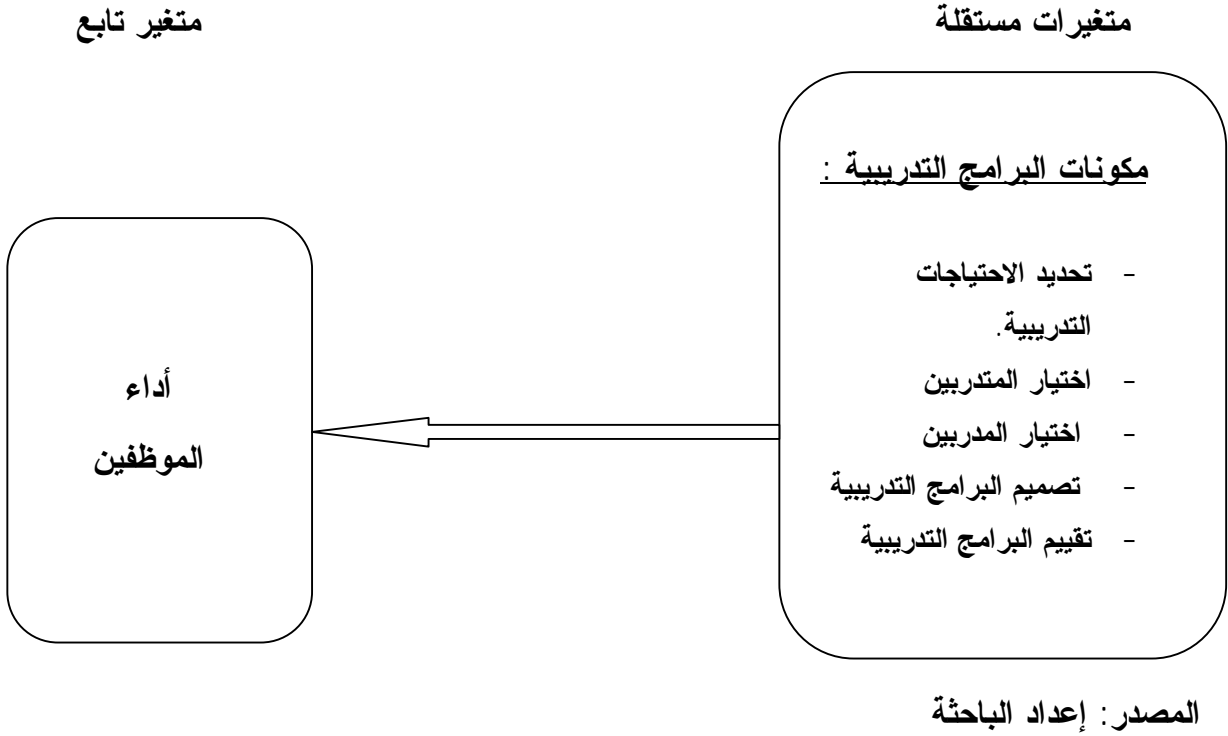 متغيرات مستقلة
متغير تابع
مكونات البرامج التدريبية :
- تحديد الاحتياجات
التدريبية.
- اختيار المتدربين
- اختيار المدربين
- تصميم البرامج التدريبية
- تقييم البرامج التدريبية
أداء
الموظفين
المصدر: إعداد الباحثة